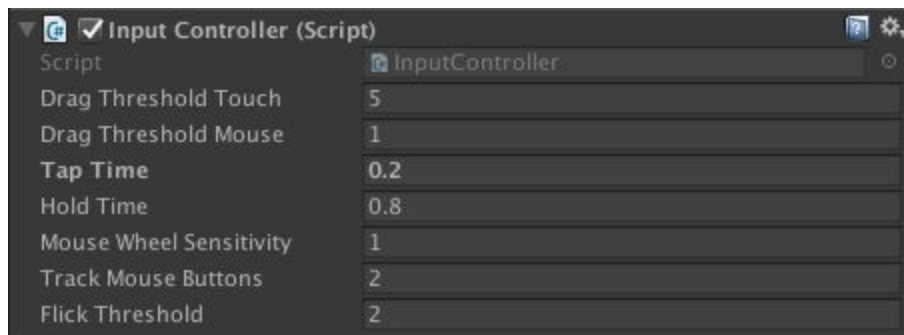 Input Controller (Script)
Script InputController
Drag Threshold Touch 5
Drag Threshold Mouse 1
Tap Time 0.2
Hold Time 0.8
Mouse Wheel Sensitivity 1
Track Mouse Buttons 2
Flick Threshold 2